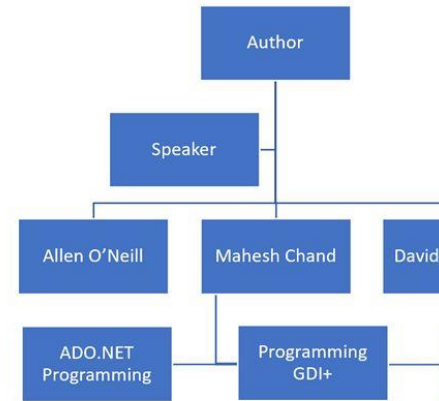 Author
Speaker
Allen O’Neill
Mahesh Chand
David
ADO.NET
Programming
Programming
GDI+